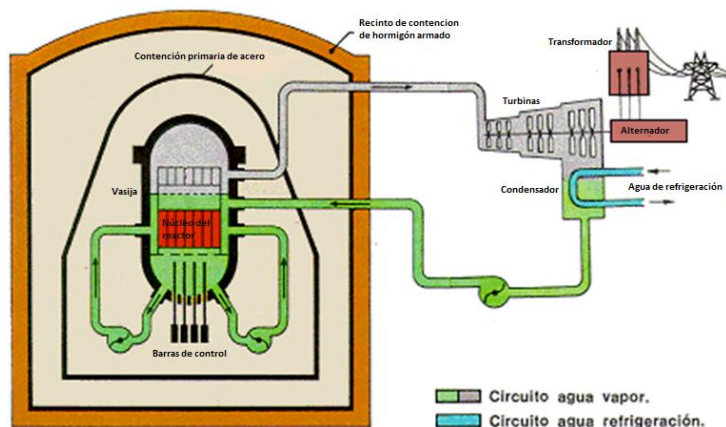 Recinto de contencion
de hormigón armado
Contención primaria de acero
Transformador
Turbinas
Alternador
Vasija
Condensador
Agua de refrigeración
Núcleo del
reactor
Barras de control
Circuito agua vapor.
Circuito agua refrigeración.